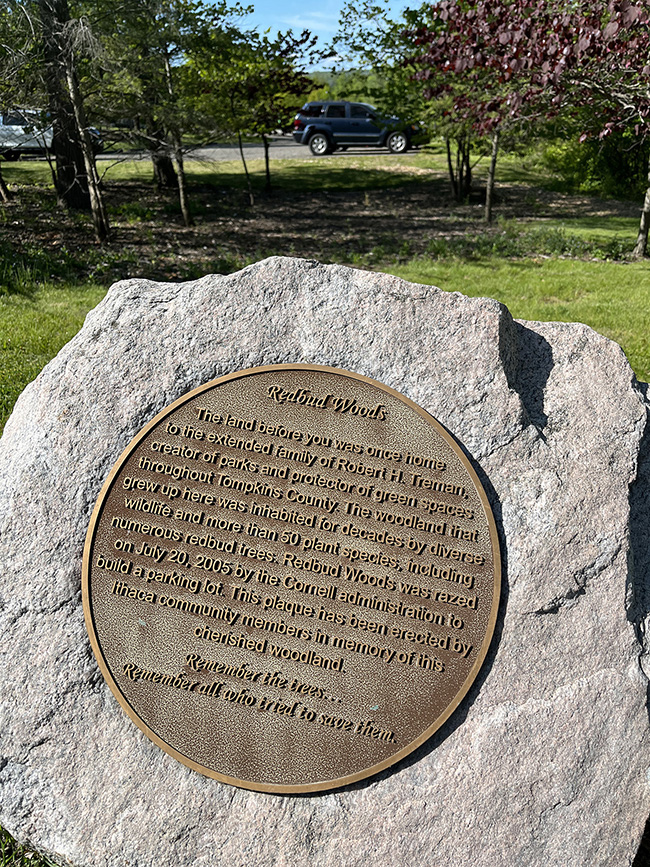 Redbud Woods
The land before you was once home
to the extended family of Robert H. Treman,
creator of parks and protector of green spaces
throughout Tompkins County. The woodland that
grew up here was inhabited for decades by diverse
wildlife and more than 50 plant species, including
numerous redbud trees. Redbud Woods was razed
on July 20, 2005 by the Cornell administration to
build a parking lot. This plaque has been erected by
Ithaca community members in memory of this
cherished woodland.
Remember the trees...
Remember all who tried to save them.